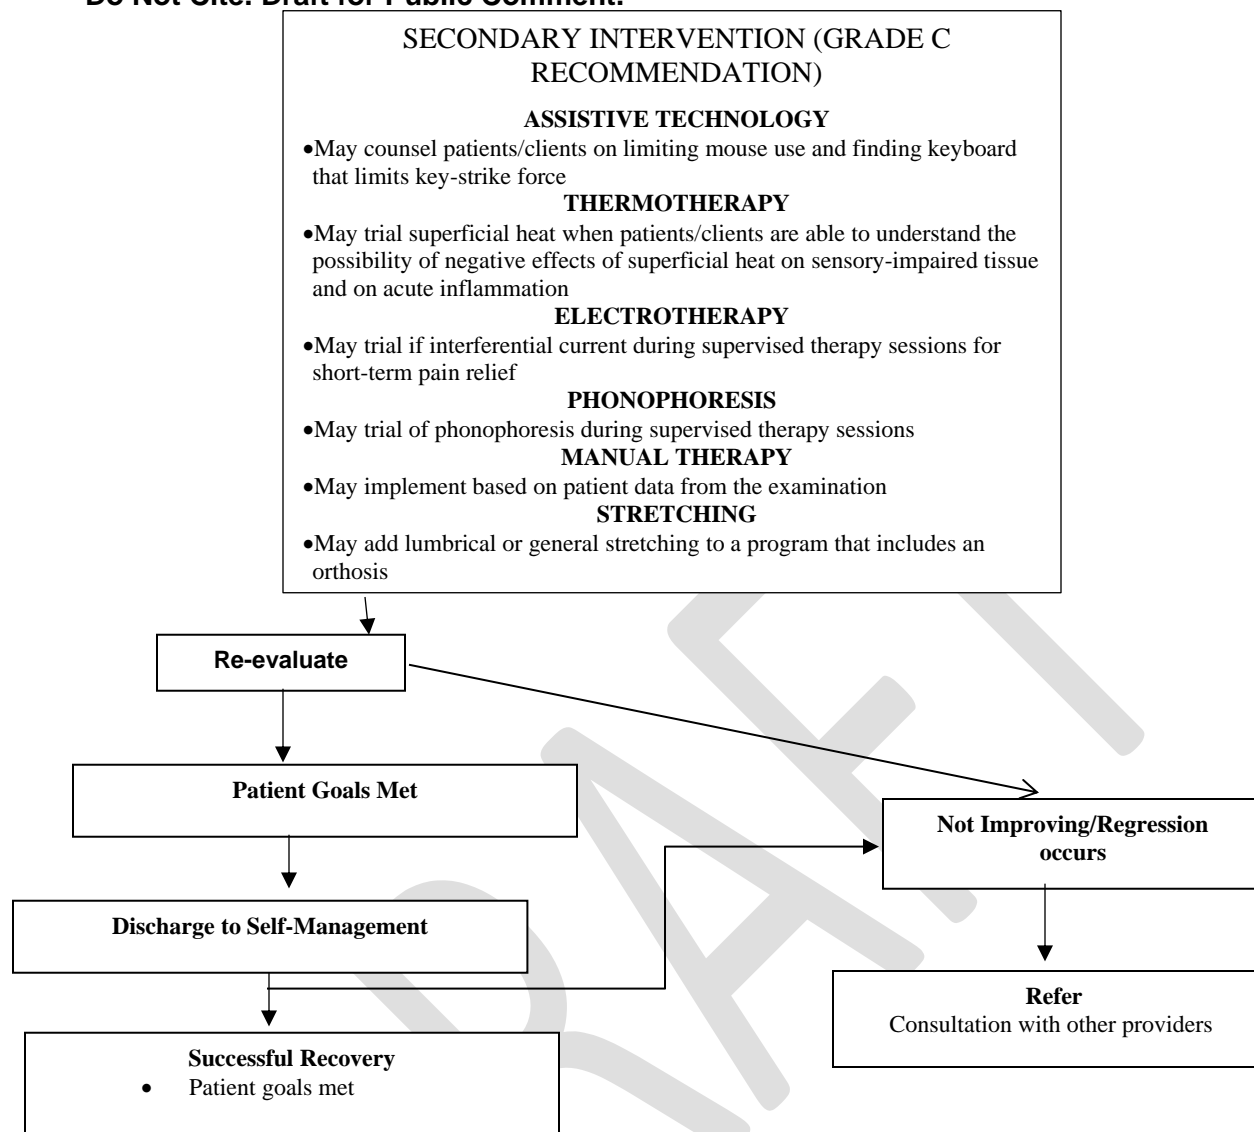 Do Not Site. Draft for Public Comment.
SECONDARY INTERVENTION (GRADE C
RECOMMENDATION)
ASSISTIVE TECHNOLOGY
•May counsel patients/clients on limiting mouse use and finding keyboard
that limits key-strike force
THERMOTHERAPY
•May trial superficial heat when patients/clients are able to understand the
possibility of negative effects of superficial heat on sensory-impaired tissue
and on acute inflammation
ELECTROTHERAPY
•May trial if interferential current during supervised therapy sessions for
short-term pain relief
PHONOPHORESIS
•May trial of phonophoresis during supervised therapy sessions
MANUAL THERAPY
•May implement based on patient data from the examination
STRETCHING
•May add lumbrical or general stretching to a program that includes an
orthosis
Re-evaluate
Patient Goals Met
Not Improving/Regression
occurs
Discharge to Self-Management
Refer
Consultation with other providers
Successful Recovery
• Patient goals met
DRAFT